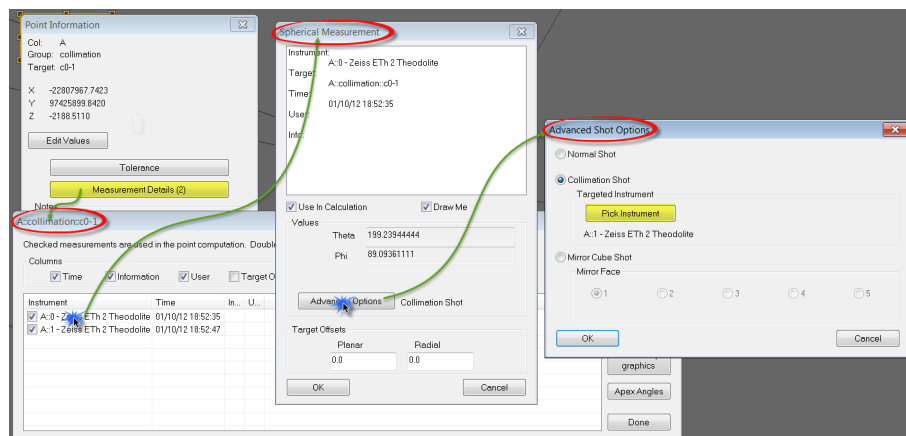 Point Information
Col: A
Group: collimation
Target: c0-1
X -22807967.7423
Y 97425899.8420
Z -2188.5110
Edit Values
Tolerance
Measurement Details (2)
Notes
A::collimation::c0-1
Checked measurements are used in the point computation. Double
Columns
Time Information User Target O
Instrument Time In... U...
A::0 - Zeiss ETh 2 Theodolite 01/10/12 18:52:35
A::1 - Zeiss ETh 2 Theodolite 01/10/12 18:52:47
graphics
Apex Angles
Done
Spherical Measurement
Instrument:
A::0 - Zeiss ETh 2 Theodolite
Target:
A::collimation::c0-1
Time:
01/10/12 18:52:35
User:
Info:
Use In Calculation Draw Me
Values
Theta 199.23944444
Phi 89.09361111
Advanced Options Collimation Shot
Target Offsets
Planar Radial
0.0 0.0
OK Cancel
Advanced Shot Options
Normal Shot
Collimation Shot
Targeted Instrument
Pick Instrument
A::1 - Zeiss ETh 2 Theodolite
Mirror Cube Shot
Mirror Face
1 2 3 4 5
OK Cancel